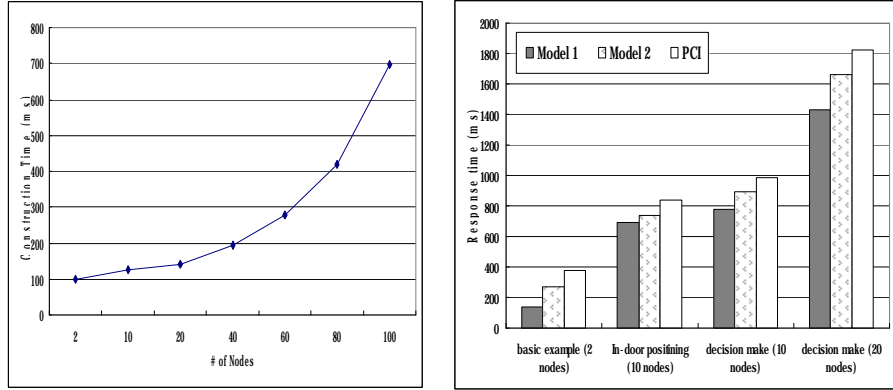 800
700
600
500
400
300
200
100
0
Construction Time (ms)
2 10 20 40 60 80 100
# of Nodes
2000
1800
1600
1400
1200
1000
800
600
400
200
0
Response time (ms)
Model 1 Model 2 PCI
basic example (2 nodes)
In-door positining (10 nodes)
decision make (10 nodes)
decision make (20 nodes)